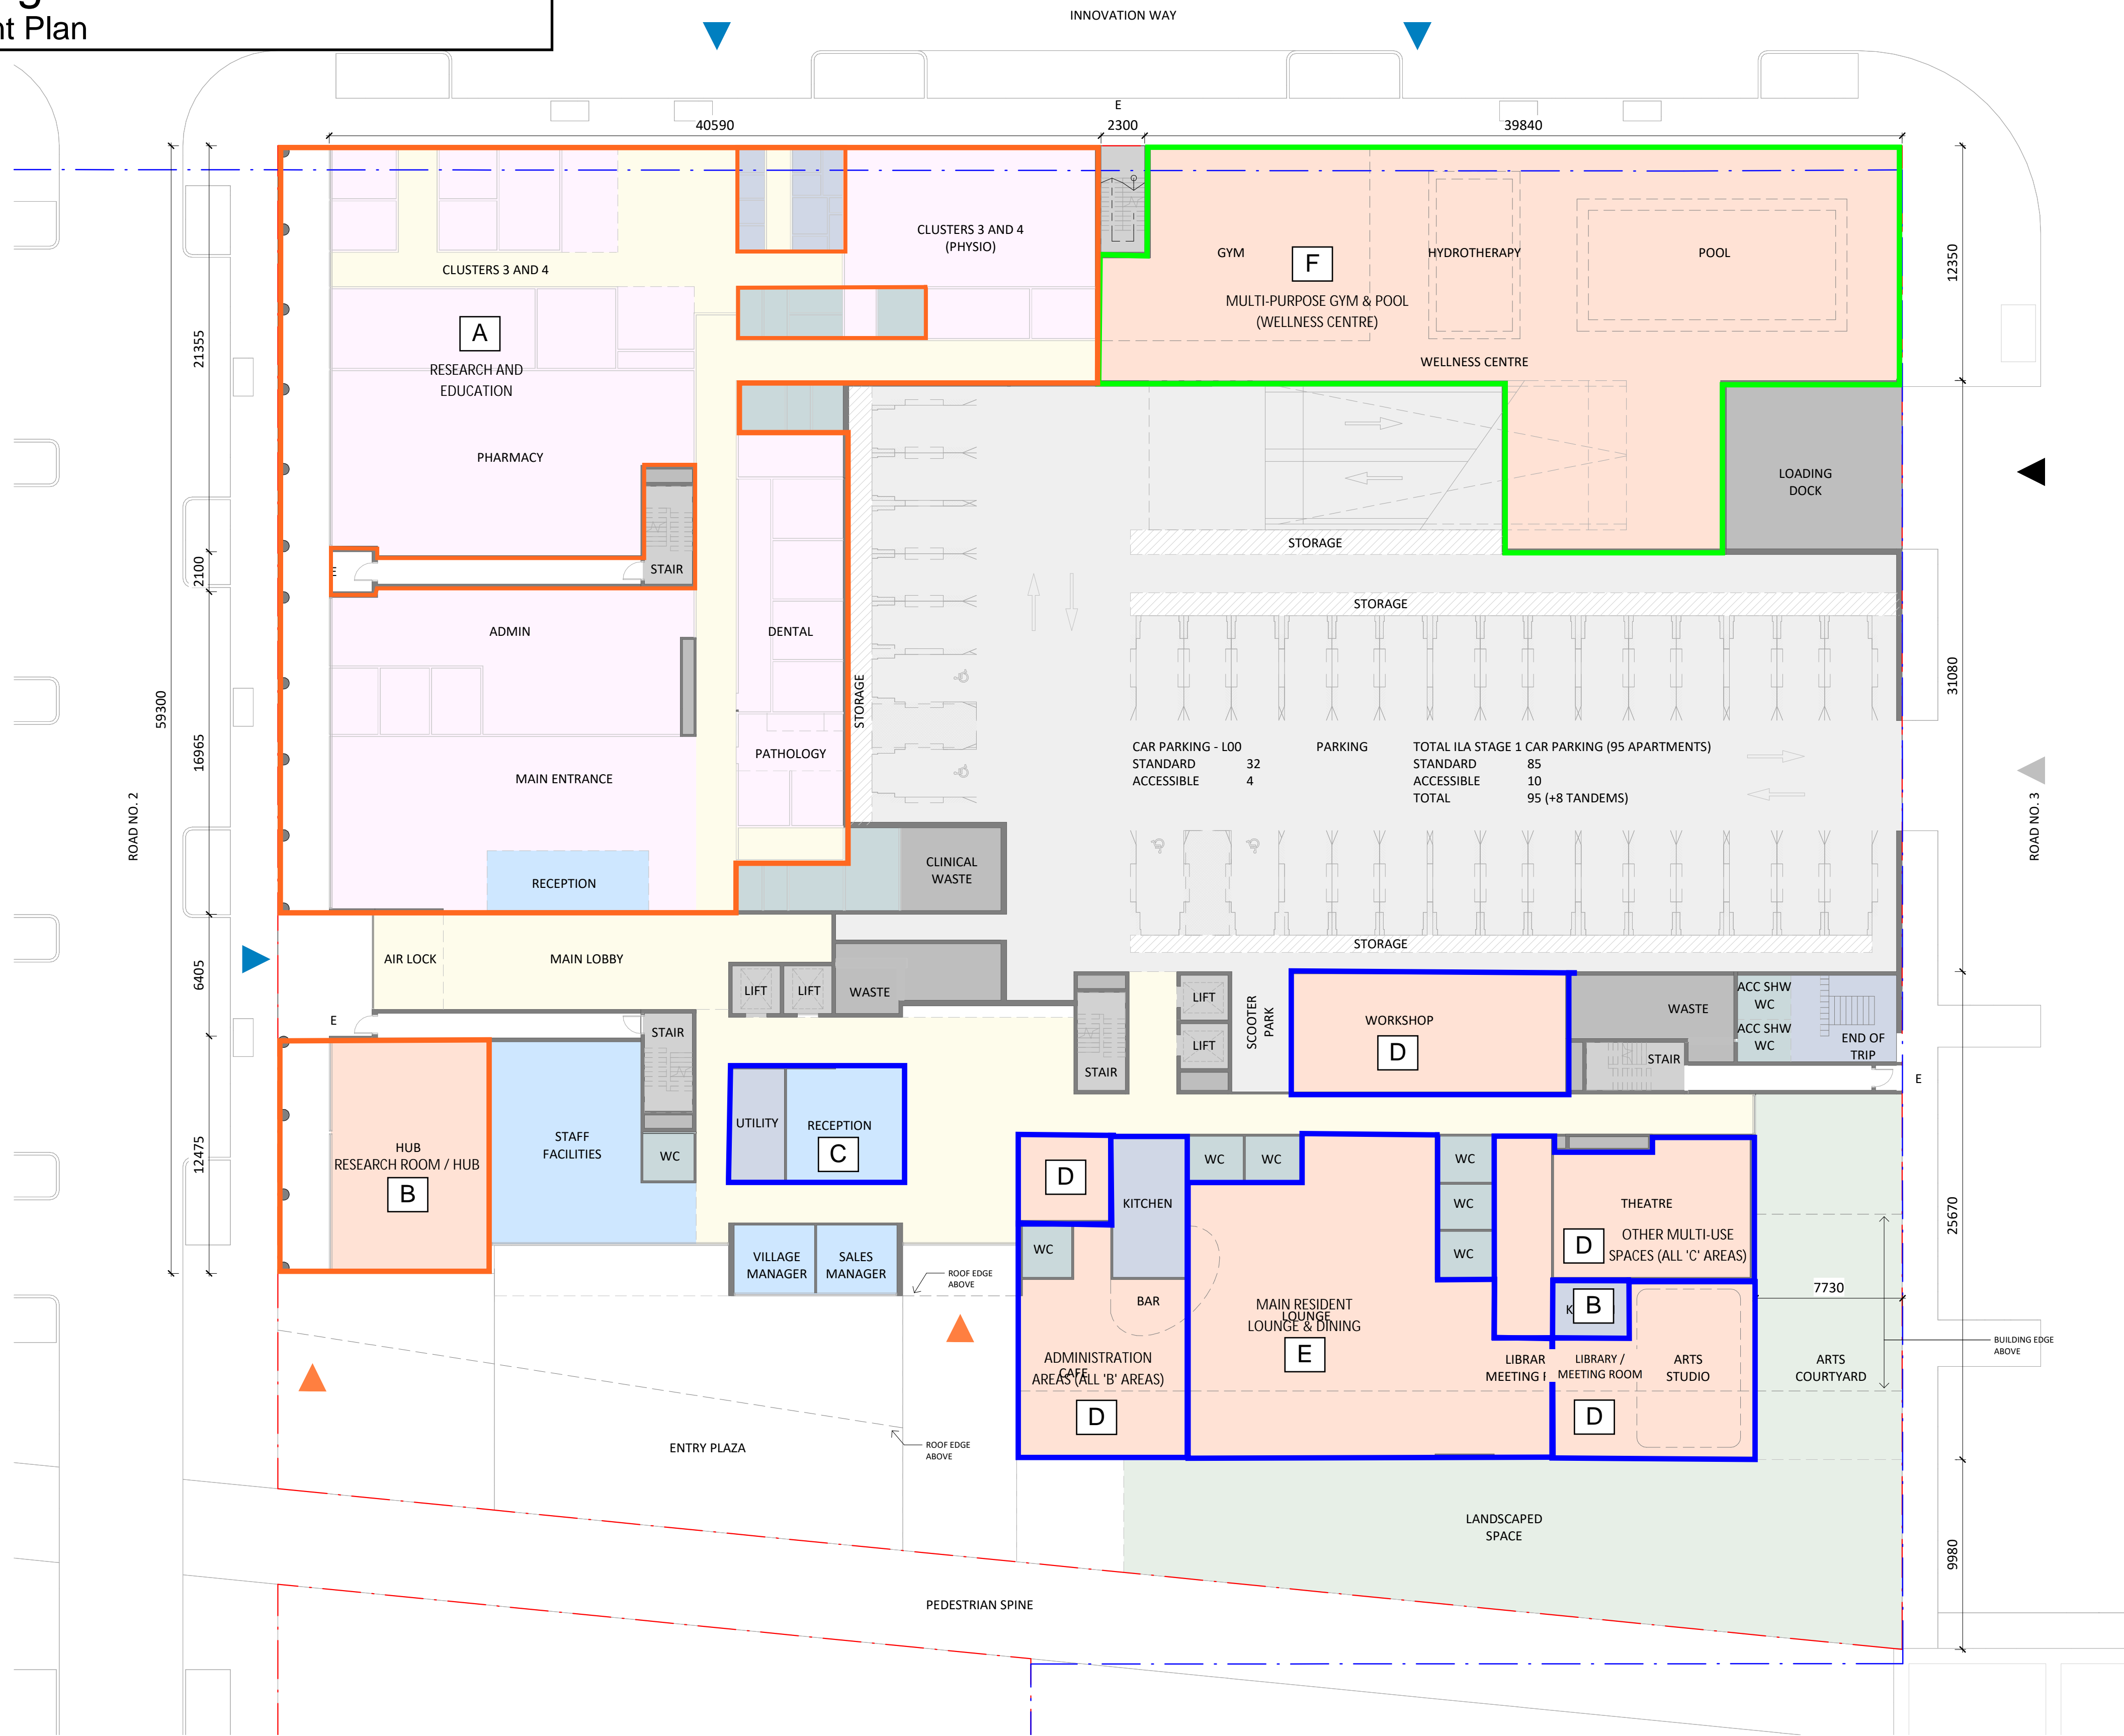 nt Plan
INNOVATION WAY
E
40590
2300
39840
CLUSTERS 3 AND 4
(PHYSIO)
CLUSTERS 3 AND 4
GYM
HYDROTHERAPY
POOL
F
MULTI-PURPOSE GYM & POOL
(WELLNESS CENTRE)
WELLNESS CENTRE
12350
21355
A
RESEARCH AND
EDUCATION
PHARMACY
LOADING
DOCK
STORAGE
2100
E
STAIR
STORAGE
ADMIN
DENTAL
59300
STORAGE
31080
16965
PATHOLOGY
MAIN ENTRANCE
CAR PARKING - L00
STANDARD 32
ACCESSIBLE 4
PARKING
TOTAL ILA STAGE 1 CAR PARKING (95 APARTMENTS)
STANDARD 85
ACCESSIBLE 10
TOTAL 95 (+8 TANDEMS)
ROAD NO. 2
ROAD NO. 3
RECEPTION
CLINICAL
WASTE
STORAGE
6405
AIR LOCK
MAIN LOBBY
LIFT
LIFT
WASTE
LIFT
SCOOTER
PARK
WORKSHOP
D
WASTE
ACC SHW
WC
ACC SHW
WC
END OF
TRIP
E
STAIR
LIFT
STAIR
STAIR
E
12475
HUB
RESEARCH ROOM / HUB
B
STAFF
FACILITIES
WC
UTILITY
RECEPTION
C
D
KITCHEN
WC
WC
WC
WC
WC
THEATRE
D
OTHER MULTI-USE
SPACES (ALL 'C' AREAS)
25670
WC
VILLAGE
MANAGER
SALES
MANAGER
ROOF EDGE
ABOVE
BAR
MAIN RESIDENT
LOUNGE
LOUNGE & DINING
E
B
7730
BUILDING EDGE
ABOVE
ADMINISTRATION
CAFE
AREAS (ALL 'B' AREAS)
D
LIBRAR
MEETING
LIBRARY /
MEETING ROOM
D
ARTS
STUDIO
ARTS
COURTYARD
ENTRY PLAZA
ROOF EDGE
ABOVE
LANDSCAPED
SPACE
9980
PEDESTRIAN SPINE